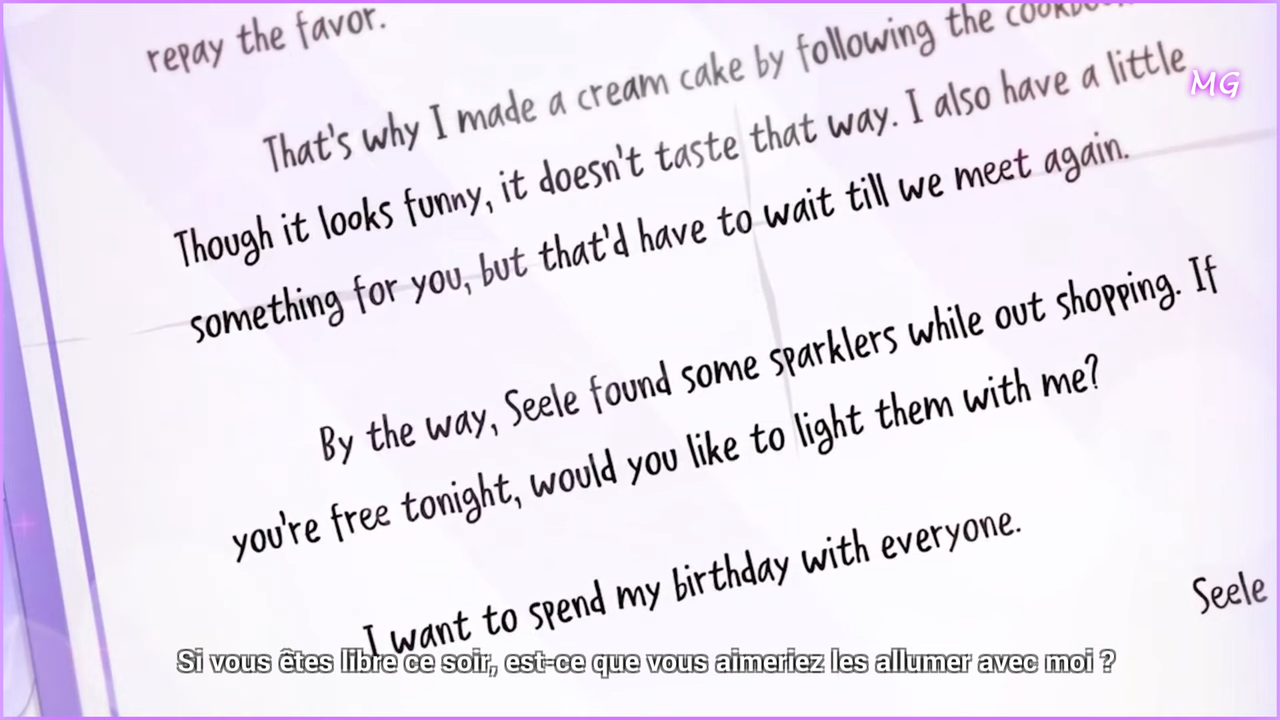 repay the favor.
That's why I made a cream cake by following the
MG
Though it looks funny, it doesn't taste that way. I also have a little
something for you, but that'd have to wait till we meet again.
By the way, Seele found some sparklers while out shopping. If
you're free tonight, would you like to light them with me?
I want to spend my birthday with everyone.
Seele
Si vous êtes libre ce soir, est-ce que vous aimeriez les allumer avec moi ?